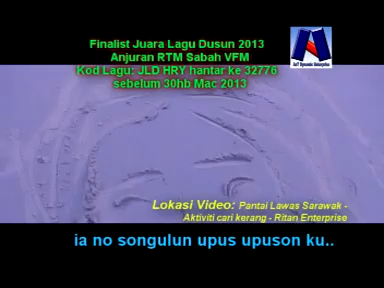 Finalist Juara Lagu Dusun 2013
Anjuran RTM Sabah VFM
Kod Lagu: JLD HRY hantar ke 32776
sebelum 30hb Mac 2013
Lokasi Video: Pantai Lawas Sarawak -
Aktiviti cari kerang - Ritan Enterprise
ia no songulun upus upuson ku..